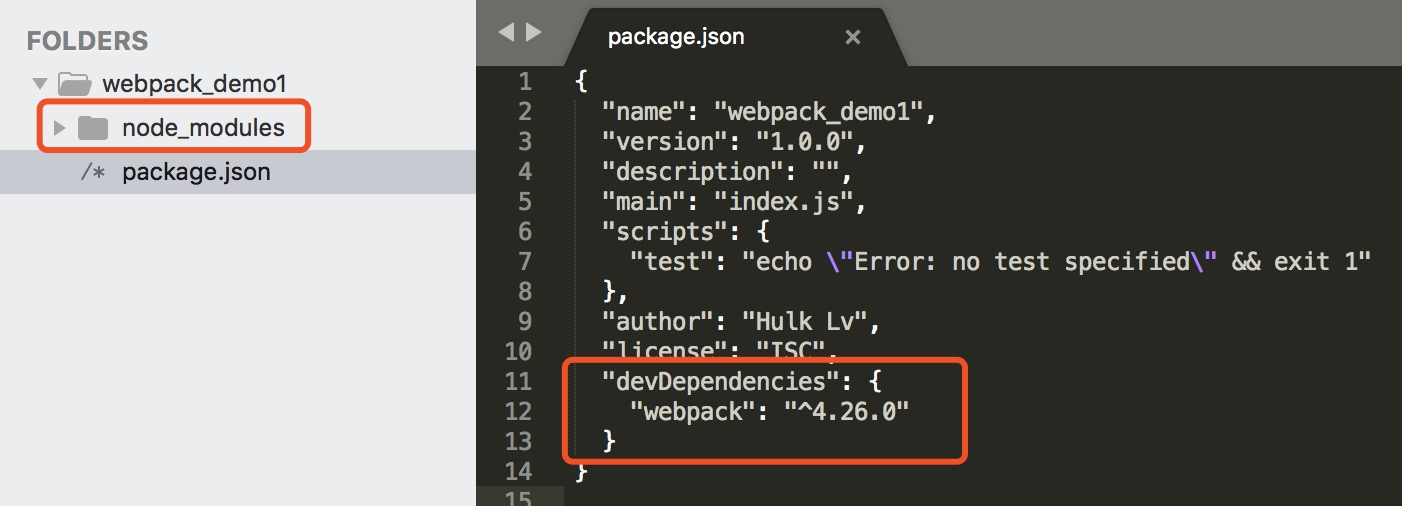 FOLDERS
webpack_demo1
node_modules
/* package.json
package.json ×
1 {
2 "name": "webpack_demo1",
3 "version": "1.0.0",
4 "description": "",
5 "main": "index.js",
6 "scripts": {
7 "test": "echo \"Error: no test specified\" && exit 1"
8 },
9 "author": "Hulk Lv",
10 "license": "ISC",
11 "devDependencies": {
12 "webpack": "^4.26.0"
13 }
14 }
15